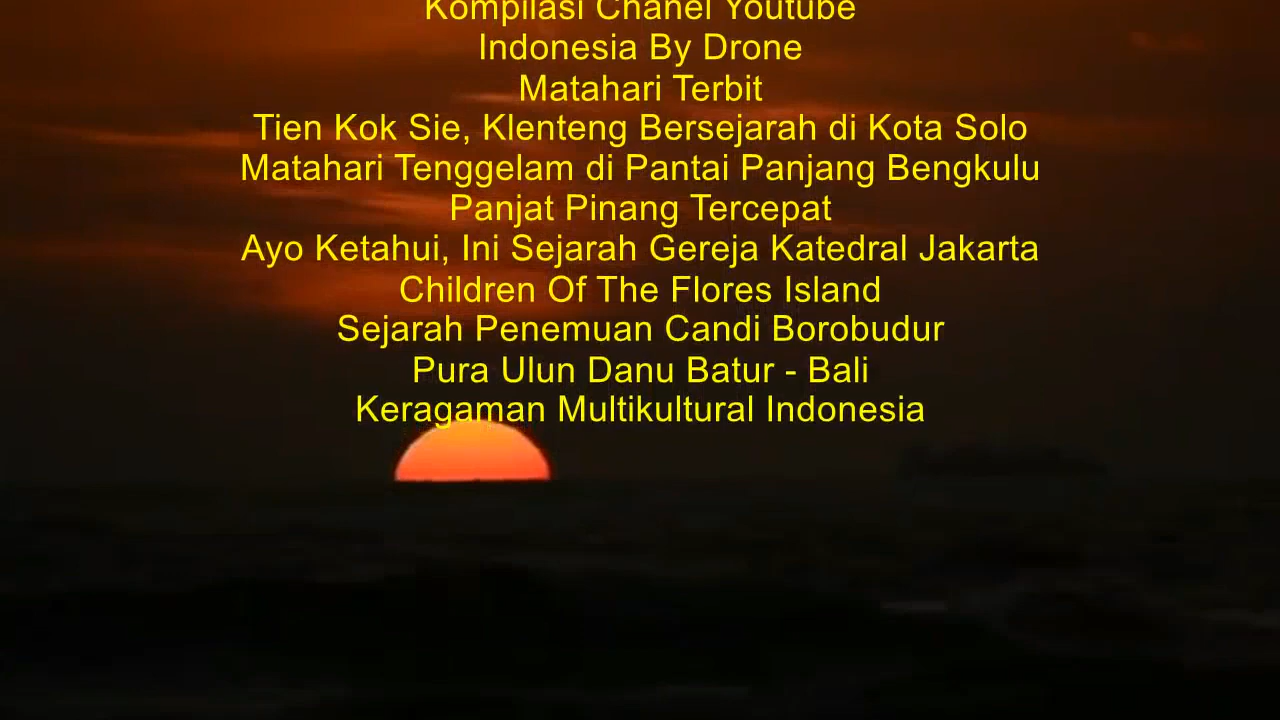 Kompilasi Chanel Youtube
Indonesia By Drone
Matahari Terbit
Tien Kok Sie, Klenteng Bersejarah di Kota Solo
Matahari Tenggelam di Pantai Panjang Bengkulu
Panjat Pinang Tercepat
Ayo Ketahui, Ini Sejarah Gereja Katedral Jakarta
Children Of The Flores Island
Sejarah Penemuan Candi Borobudur
Pura Ulun Danu Batur - Bali
Keragaman Multikultural Indonesia